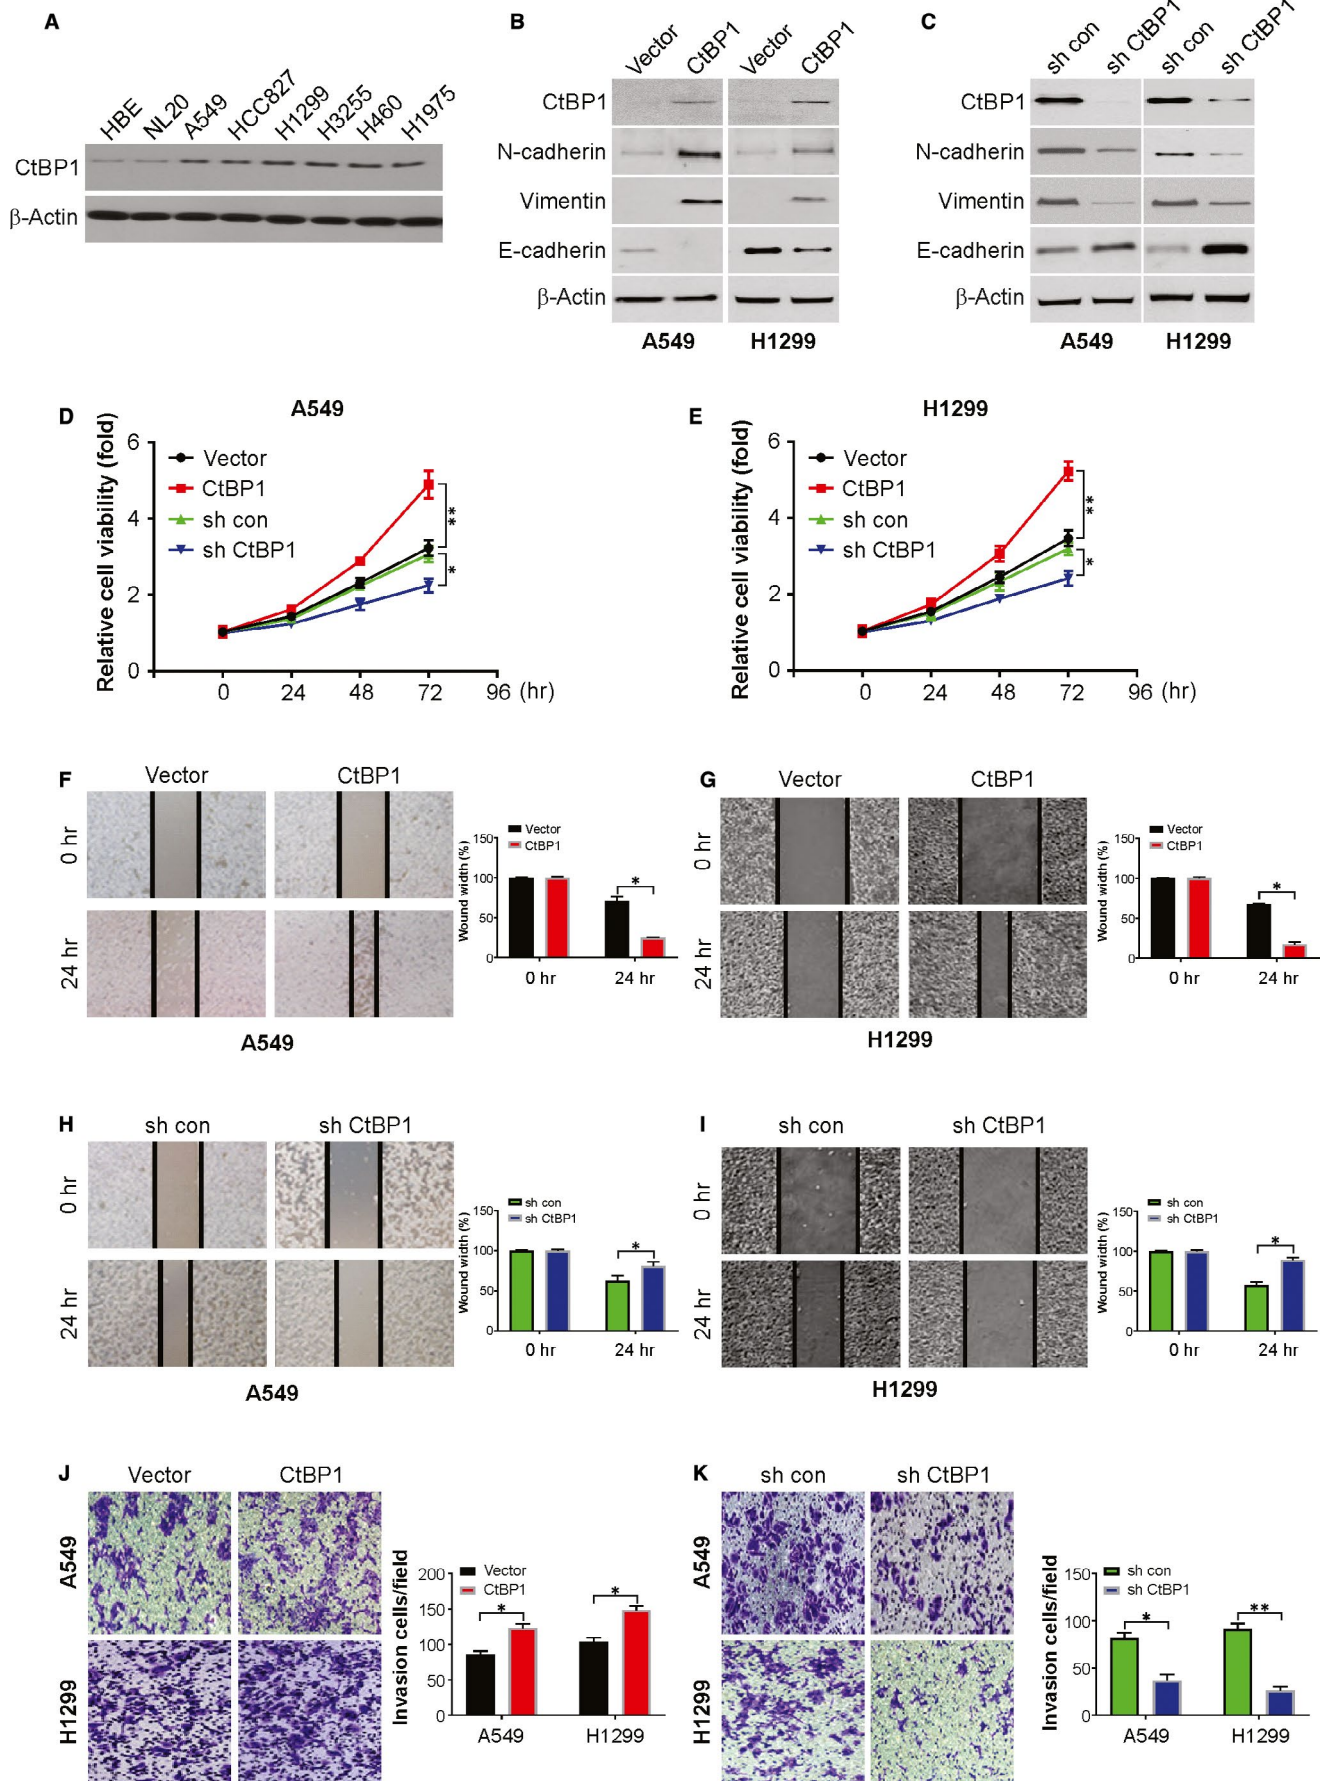 A
HBE NL20 A549 HCC827 H1299 H3255 H460 H1975
CtBP1
β-Actin
B
Vector CtBP1 Vector CtBP1
CtBP1
N-cadherin
Vimentin
E-cadherin
β-Actin
A549 H1299
C
sh con sh CtBP1 sh con sh CtBP1
CtBP1
N-cadherin
Vimentin
E-cadherin
β-Actin
A549 H1299
D
A549
Relative cell viability (fold)
6
4
2
0
Vector
CtBP1
sh con
sh CtBP1
**
*
0 24 48 72 96 (hr)
E
H1299
Relative cell viability (fold)
6
4
2
0
Vector
CtBP1
sh con
sh CtBP1
**
*
0 24 48 72 96 (hr)
F
Vector CtBP1
0 hr
24 hr
A549
Wound width (%)
150
100
50
0
Vector
CtBP1
*
0 hr 24 hr
G
Vector CtBP1
0 hr
24 hr
H1299
Wound width (%)
150
100
50
0
Vector
CtBP1
*
0 hr 24 hr
H
sh con sh CtBP1
0 hr
24 hr
A549
Wound width (%)
150
100
50
0
sh con
sh CtBP1
*
0 hr 24 hr
I
sh con sh CtBP1
0 hr
24 hr
H1299
Wound width (%)
150
100
50
0
sh con
sh CtBP1
*
0 hr 24 hr
J
Vector CtBP1
A549
H1299
Invasion cells/field
200
150
100
50
0
Vector
CtBP1
*
*
A549 H1299
K
sh con sh CtBP1
A549
H1299
Invasion cells/field
150
100
50
0
sh con
sh CtBP1
*
**
A549 H1299